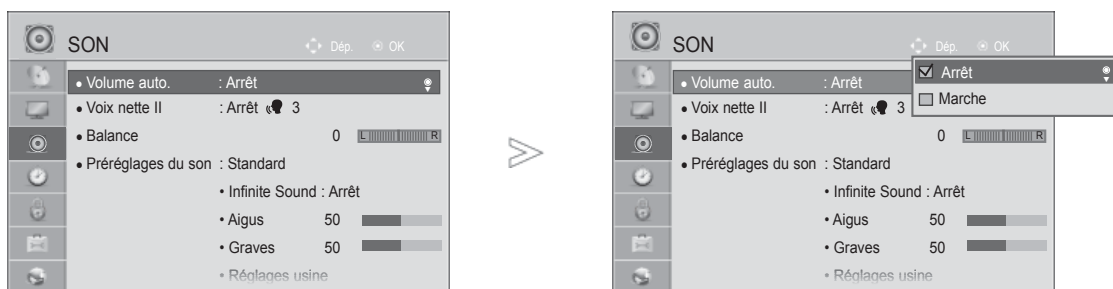 SON
Dép. OK
• Volume auto. : Arrêt
• Voix nette II : Arrêt 3
• Balance 0 L R
• Préréglages du son : Standard
• Infinite Sound : Arrêt
• Aigus 50
• Graves 50
• Réglages usine
>
SON
Dép. OK
• Volume auto. : Arrêt
Arrêt
Marche
• Voix nette II : Arrêt 3
• Balance 0 L R
• Préréglages du son : Standard
• Infinite Sound : Arrêt
• Aigus 50
• Graves 50
• Réglages usine